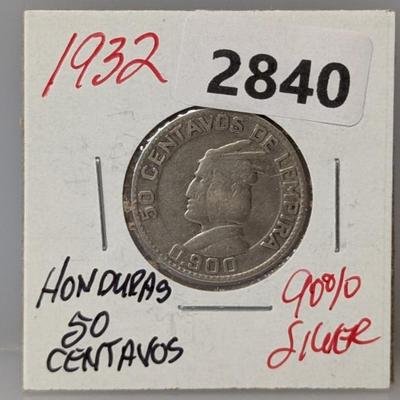 1932
2840
50 CENTAVOS DE LEMPIRA
0.900
HONDURAS
50
CENTAVOS
90%
SILVER